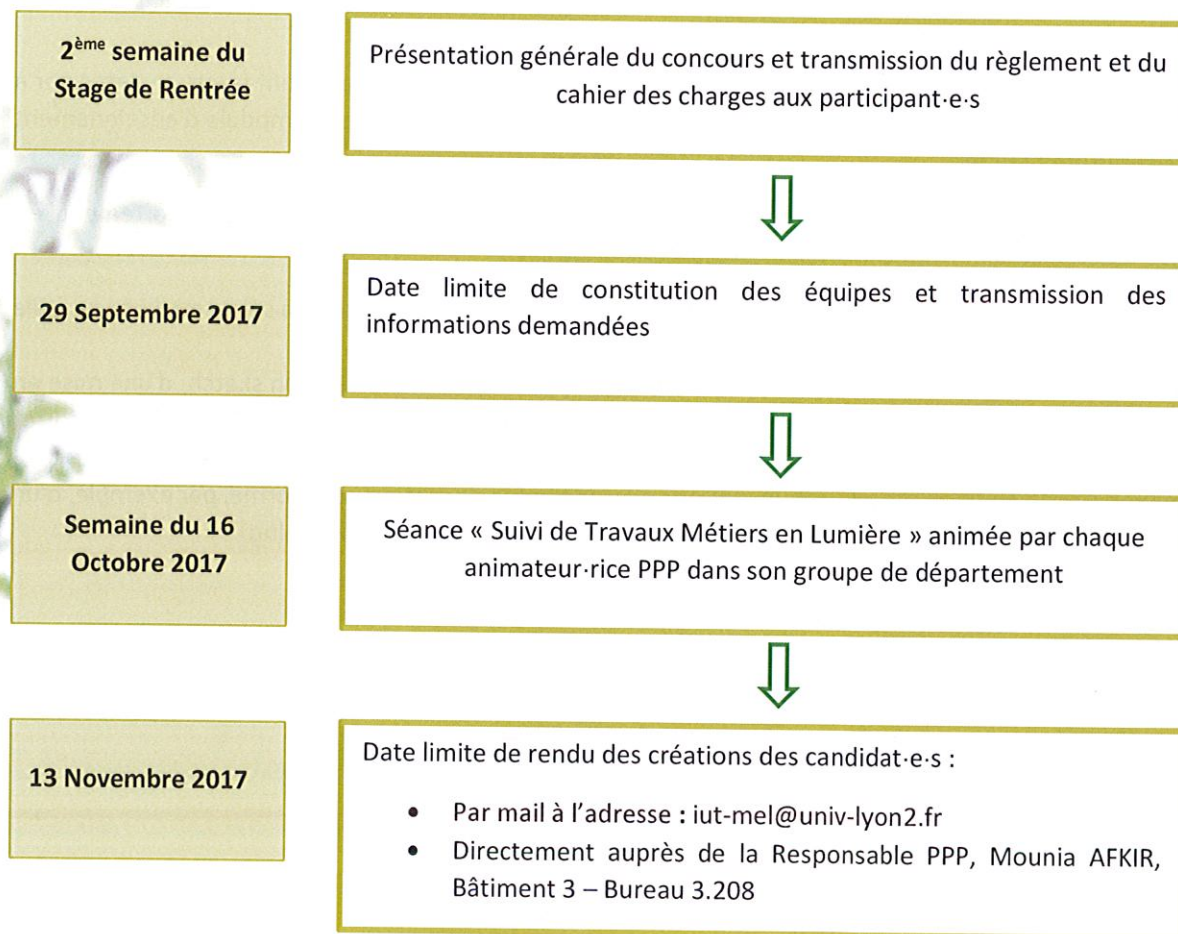 2ème semaine du
Stage de Rentrée
Présentation générale du concours et transmission du règlement et du
cahier des charges aux participant·e·s
29 Septembre 2017
Date limite de constitution des équipes et transmission des
informations demandées
Semaine du 16
Octobre 2017
Séance « Suivi de Travaux Métiers en Lumière » animée par chaque
animateur·rice PPP dans son groupe de département
13 Novembre 2017
Date limite de rendu des créations des candidat·e·s :
• Par mail à l'adresse : iut-mel@univ-lyon2.fr
• Directement auprès de la Responsable PPP, Mounia AFKIR,
Bâtiment 3 – Bureau 3.208